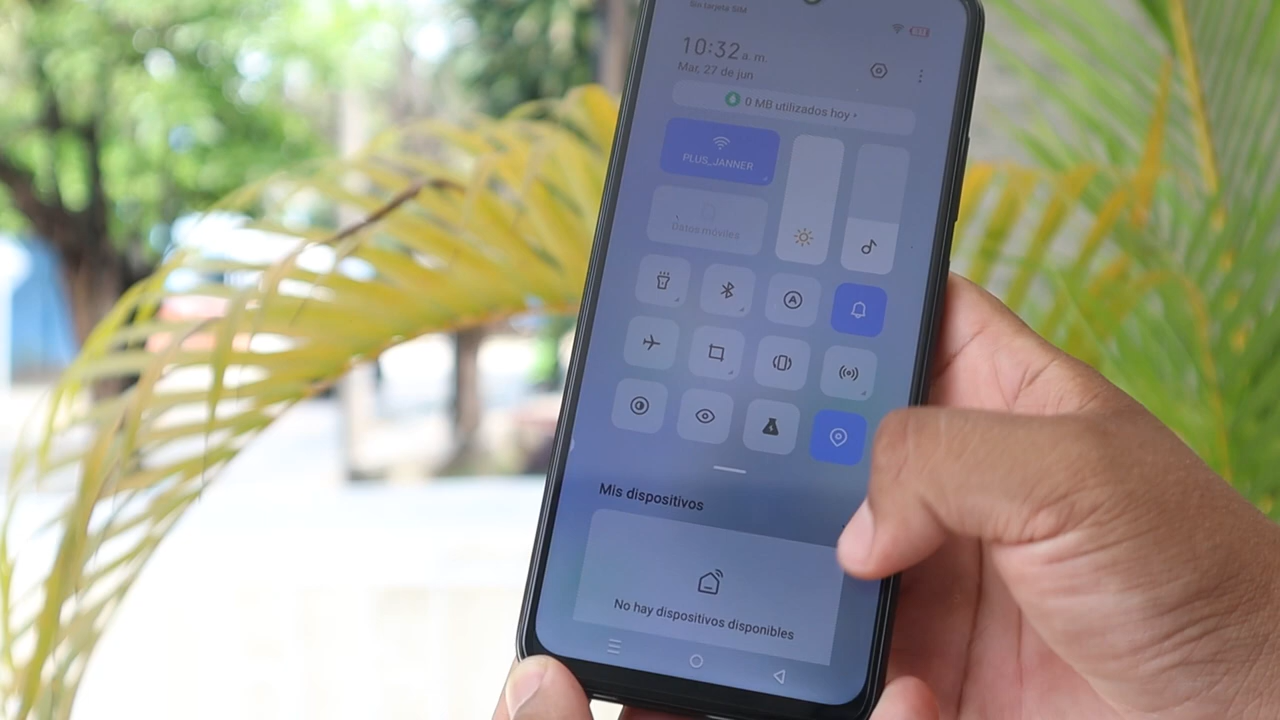 Sin tarjeta SIM
10:32 a. m.
Mar, 27 de jun
0 MB utilizados hoy
PLUS_JANNER
Datos móviles
Mis dispositivos
No hay dispositivos disponibles